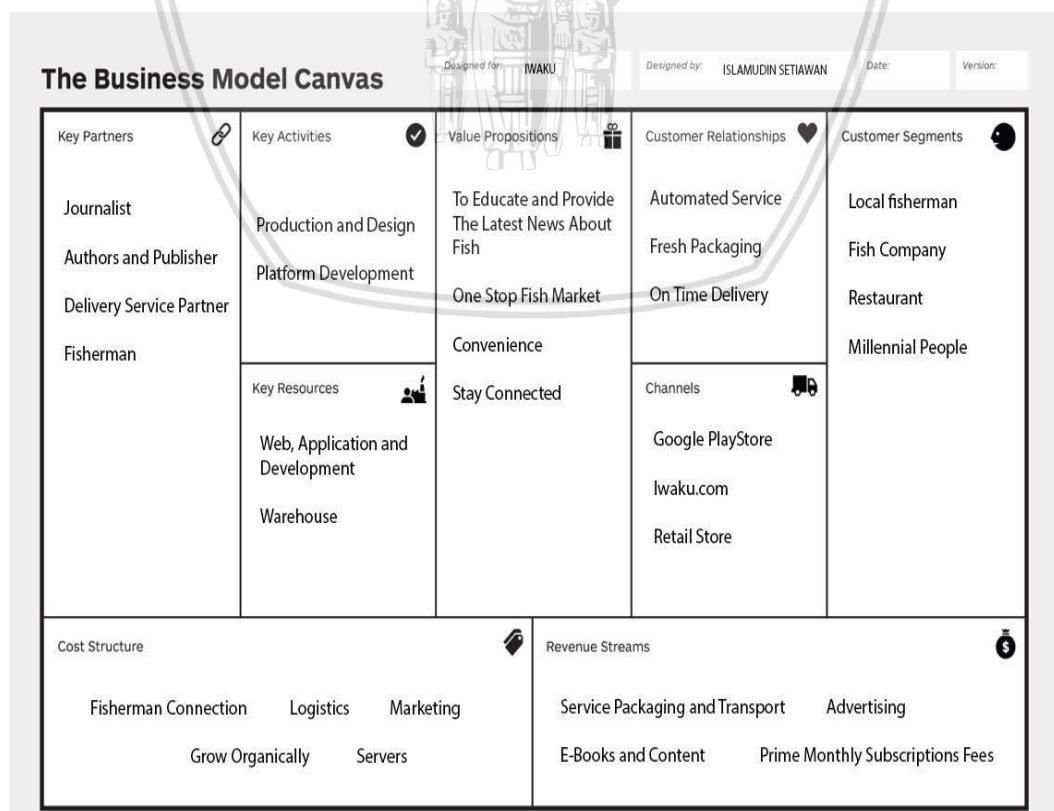 The Business Model Canvas
Designed for: IWAKU
Designed by: ISLAMUDIN SETIAWAN
Date:
Version:
Key Partners
Journalist
Authors and Publisher
Delivery Service Partner
Fisherman
Key Activities
Production and Design
Platform Development
Key Resources
Web, Application and
Development
Warehouse
Value Propositions
To Educate and Provide
The Latest News About
Fish
One Stop Fish Market
Convenience
Stay Connected
Customer Relationships
Automated Service
Fresh Packaging
On Time Delivery
Channels
Google PlayStore
Iwaku.com
Retail Store
Customer Segments
Local fisherman
Fish Company
Restaurant
Millennial People
Cost Structure
Fisherman Connection Logistics Marketing
Grow Organically Servers
Revenue Streams
$
Service Packaging and Transport Advertising
E-Books and Content Prime Monthly Subscriptions Fees